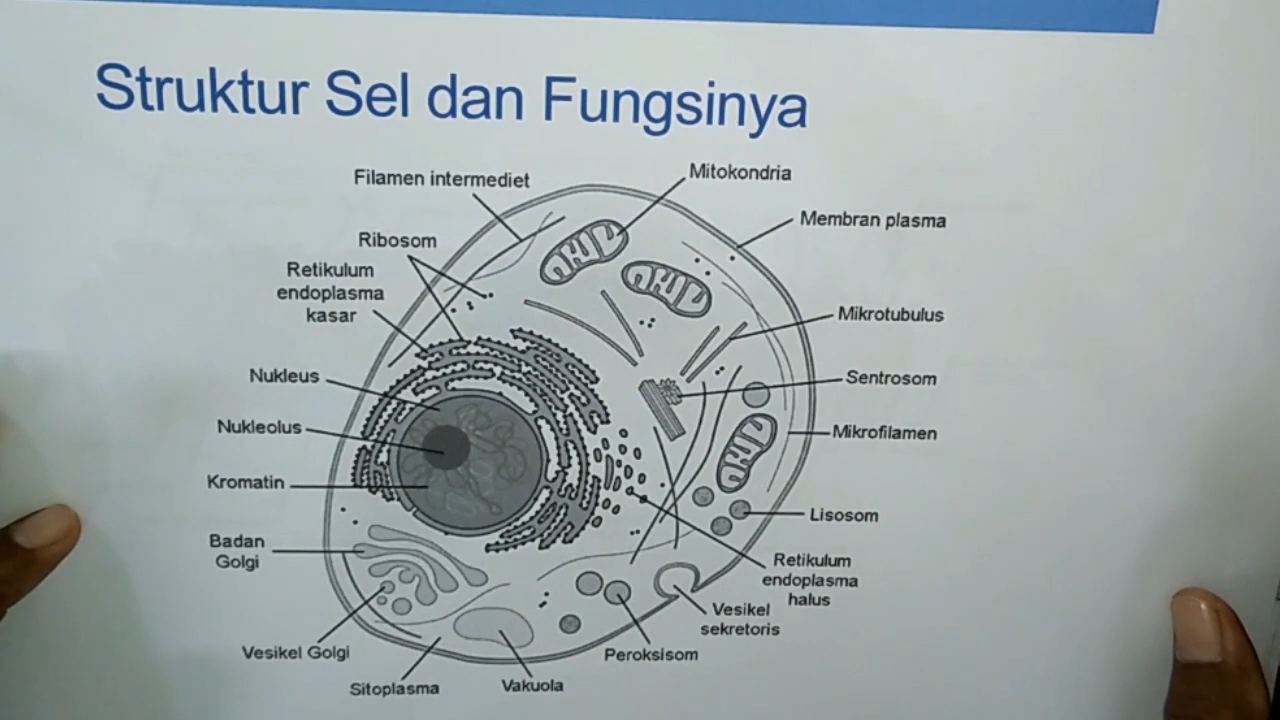 Struktur Sel dan Fungsinya
Filamen intermediet
Mitokondria
Membran plasma
Ribosom
Retikulum
endoplasma
kasar
Mikrotubulus
Nukleus
Sentrosom
Nukleolus
Mikrofilamen
Kromatin
Lisosom
Badan
Golgi
Retikulum
endoplasma
halus
Vesikel
sekretoris
Vesikel Golgi
Peroksisom
Sitoplasma
Vakuola